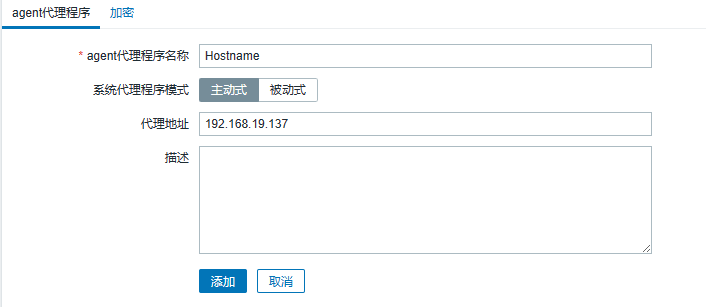 agent代理程序 加密
* agent代理程序名称 Hostname
系统代理程序模式 主动式 被动式
代理地址 192.168.19.137
描述
添加 取消